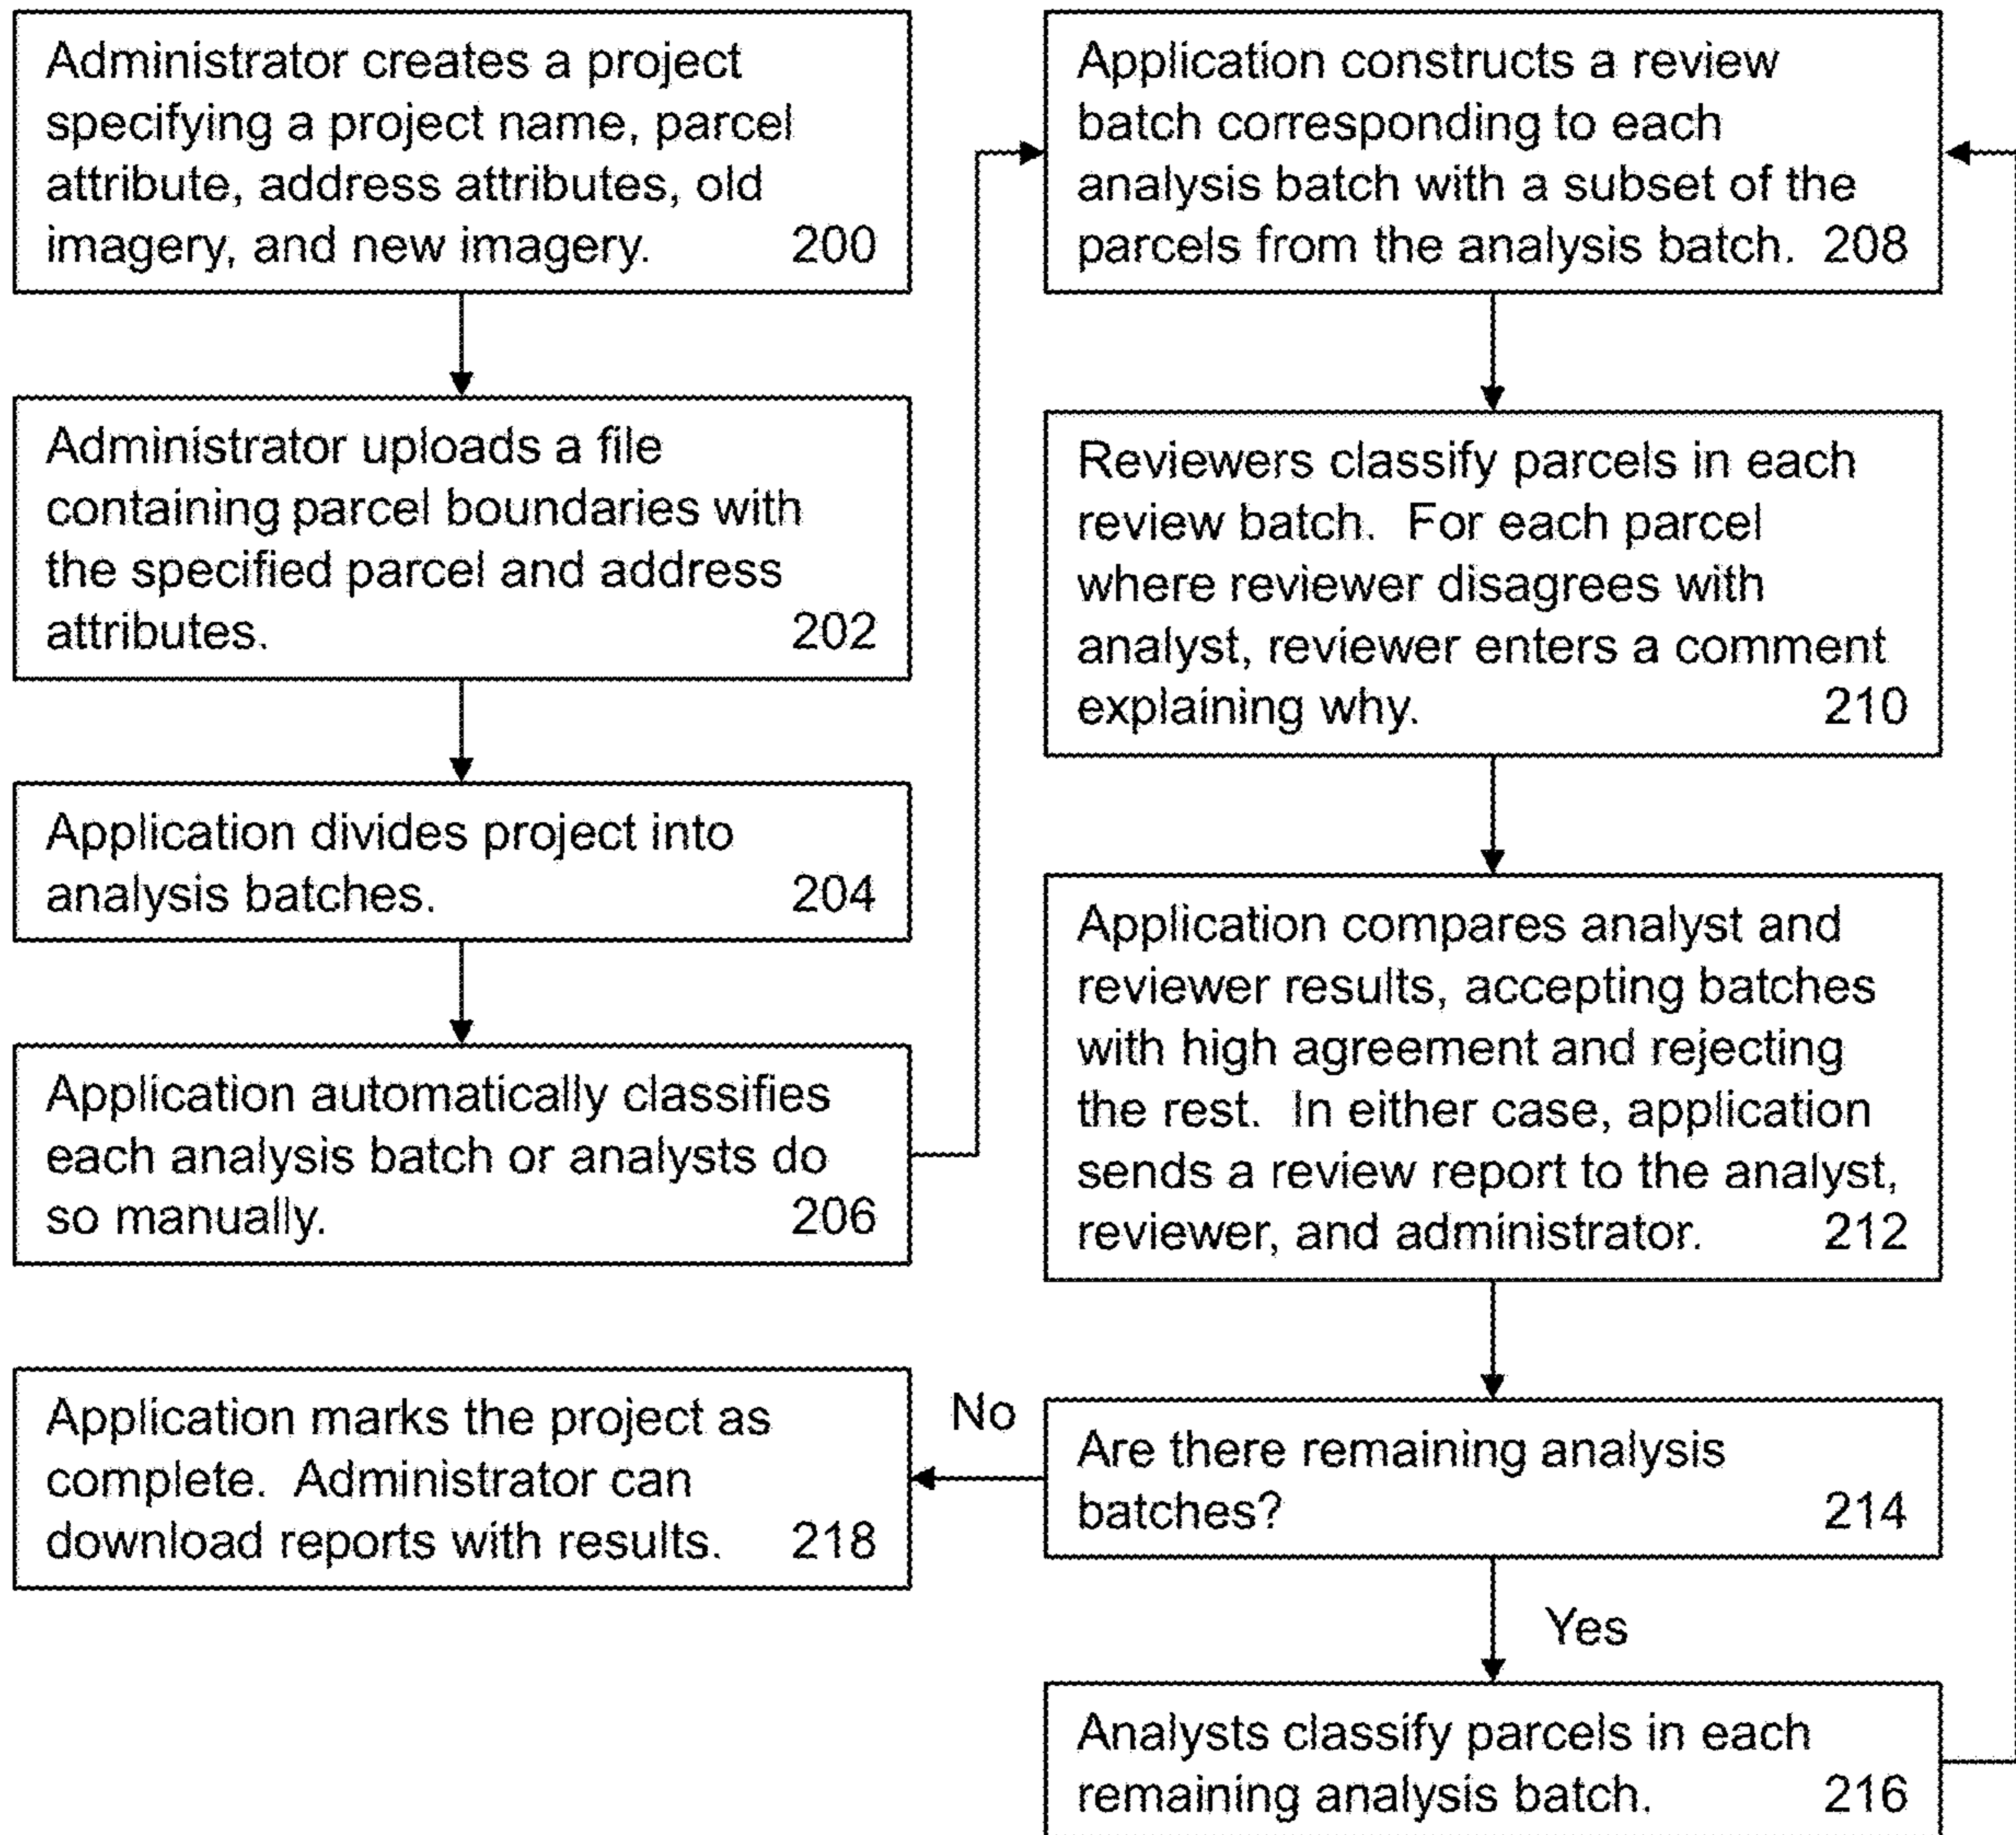 Administrator creates a project
specifying a project name, parcel
attribute, address attributes, old
imagery, and new imagery. 200
Administrator uploads a file
containing parcel boundaries with
the specified parcel and address
attributes. 202
Application divides project into
analysis batches. 204
Application automatically classifies
each analysis batch or analysts do
so manually. 206
Application constructs a review
batch corresponding to each
analysis batch with a subset of the
parcels from the analysis batch. 208
Reviewers classify parcels in each
review batch. For each parcel
where reviewer disagrees with
analyst, reviewer enters a comment
explaining why. 210
Application compares analyst and
reviewer results, accepting batches
with high agreement and rejecting
the rest. In either case, application
sends a review report to the analyst,
reviewer, and administrator. 212
Are there remaining analysis
batches? 214
No
Application marks the project as
complete. Administrator can
download reports with results. 218
Yes
Analysts classify parcels in each
remaining analysis batch. 216